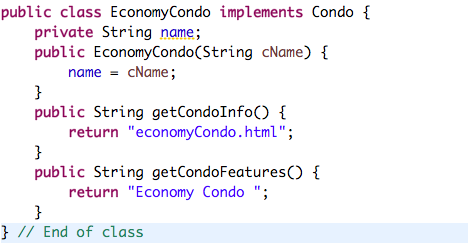 public class EconomyCondo implements Condo {
    private String name;
    public EconomyCondo(String cName) {
        name = cName;
    }
    public String getCondoInfo() {
        return "economyCondo.html";
    }
    public String getCondoFeatures() {
        return "Economy Condo ";
    }
} // End of class